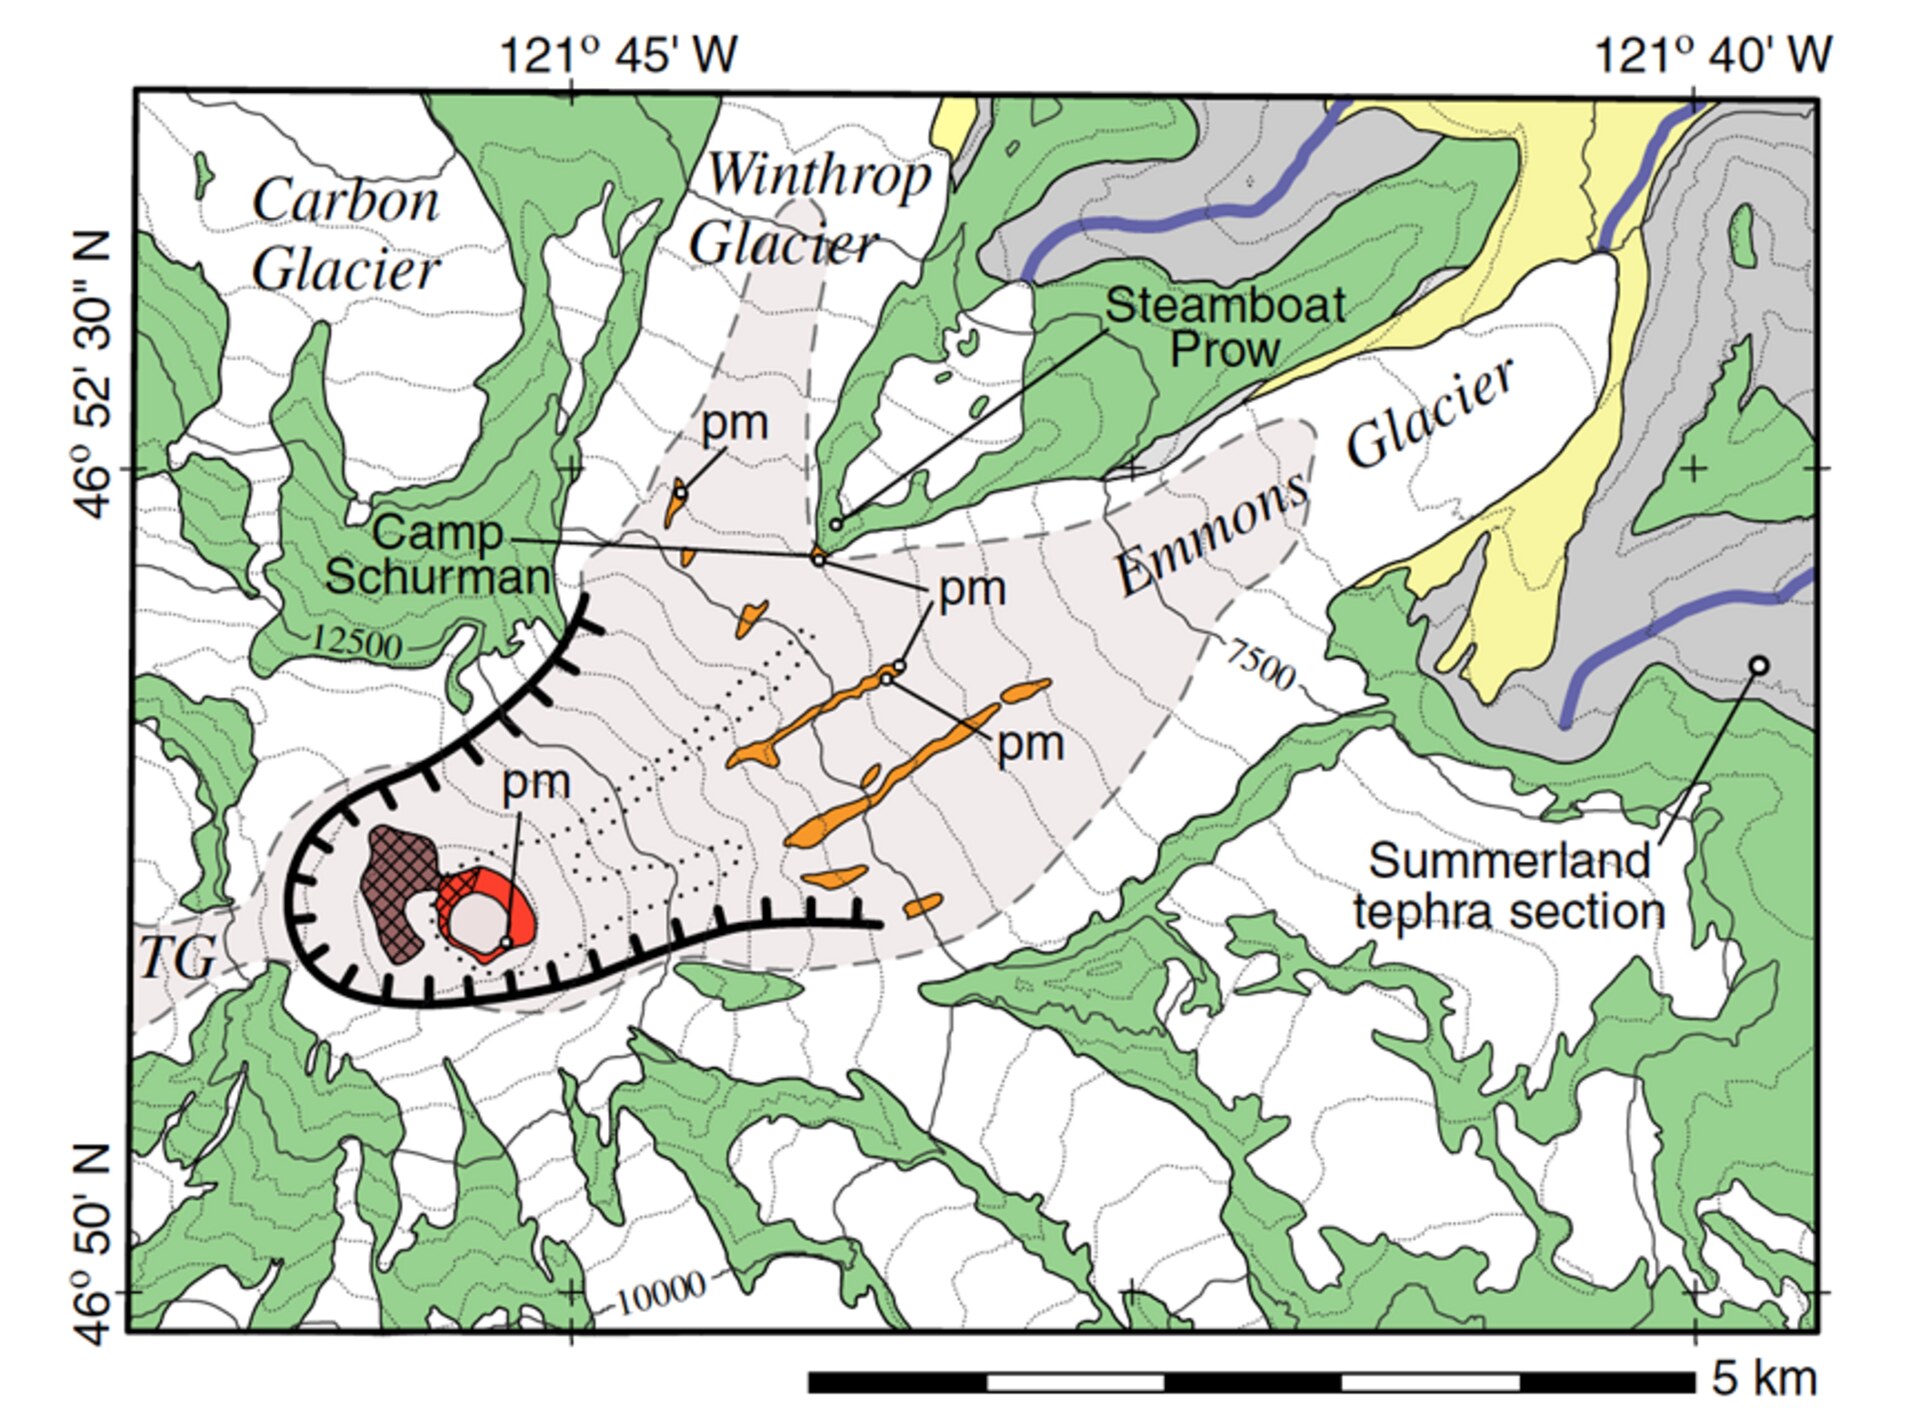 121° 45' W
121° 40' W
46° 52' 30" N
46° 50' N
Carbon
Glacier
Winthrop
Glacier
Steamboat
Prow
pm
Glacier
Emmons
Camp
Schurman
pm
12500
7500
pm
pm
Summerland
tephra section
TG
10000
5 km